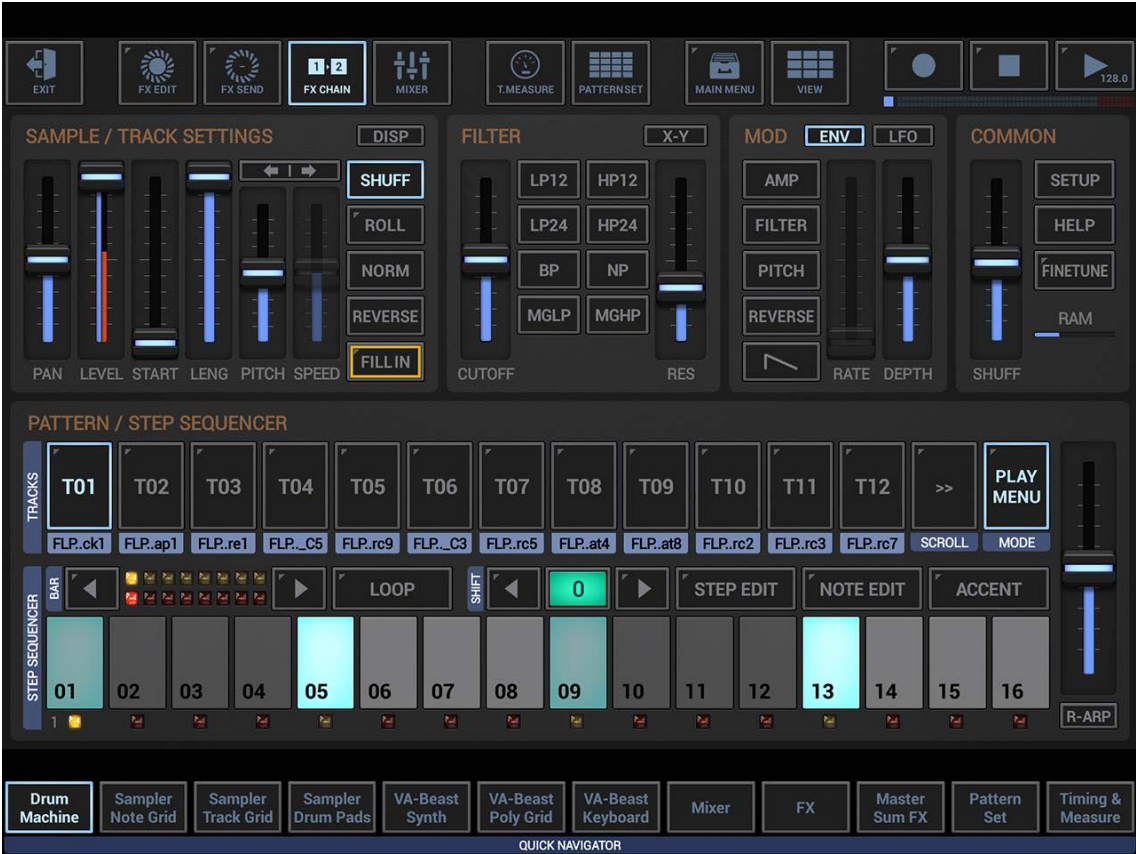 EXIT
FX EDIT
FX SEND
1 2
FX CHAIN
MIXER
T.MEASURE
PATTERNSET
MAIN MENU
VIEW
128.0
SAMPLE / TRACK SETTINGS
DISP
SHUFF
ROLL
NORM
REVERSE
FILL IN
PAN LEVEL START LENG PITCH SPEED
FILTER
X-Y
LP12 HP12
LP24 HP24
BP NP
MGLP MGHP
CUTOFF RES
MOD ENV LFO
AMP
FILTER
PITCH
REVERSE
RATE DEPTH
COMMON
SETUP
HELP
FINETUNE
RAM
SHUFF
PATTERN / STEP SEQUENCER
TRACKS
T01 T02 T03 T04 T05 T06 T07 T08 T09 T10 T11 T12 >> PLAY MENU
FLP..ck1 FLP..ap1 FLP..re1 FLP.._C5 FLP..rc9 FLP.._C3 FLP..rc5 FLP..at4 FLP..at8 FLP..rc2 FLP..rc3 FLP..rc7 SCROLL MODE
STEP SEQUENCER
BAR LOOP SHIFT 0 STEP EDIT NOTE EDIT ACCENT
01 02 03 04 05 06 07 08 09 10 11 12 13 14 15 16
1
R-ARP
Drum Machine
Sampler Note Grid
Sampler Track Grid
Sampler Drum Pads
VA-Beast Synth
VA-Beast Poly Grid
VA-Beast Keyboard
Mixer
FX
Master Sum FX
Pattern Set
Timing & Measure
QUICK NAVIGATOR